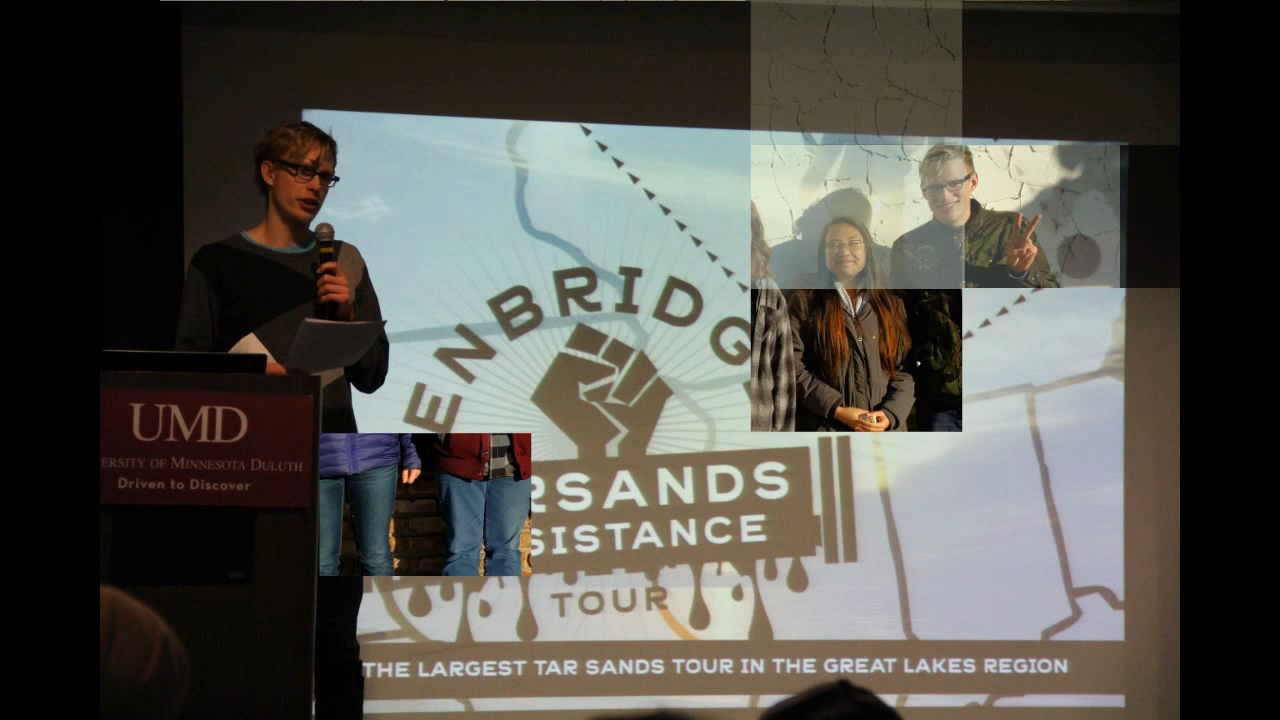 ENBRIDG
RSANDS
SISTANCE
TOUR
THE LARGEST TAR SANDS TOUR IN THE GREAT LAKES REGION
UMD
ERSITY OF MINNESOTA DULUTH
Driven to Discover